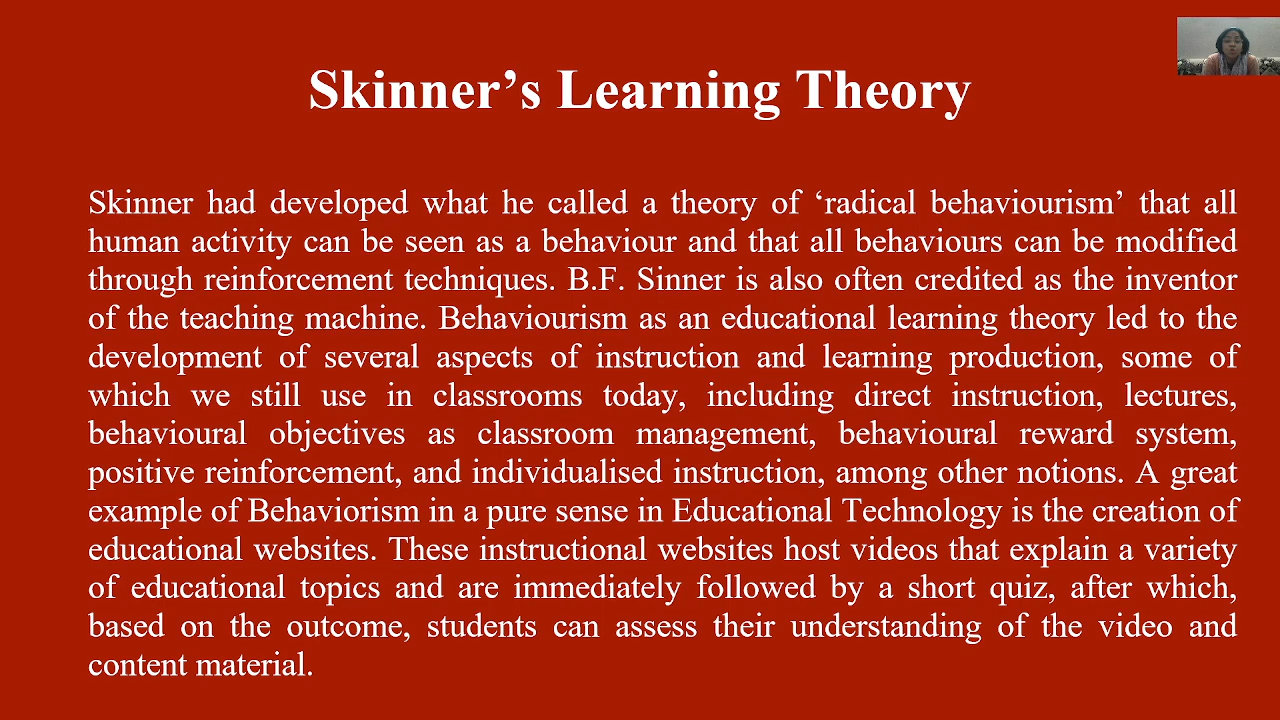 Skinner’s Learning Theory
Skinner had developed what he called a theory of ‘radical behaviourism’ that all
human activity can be seen as a behaviour and that all behaviours can be modified
through reinforcement techniques. B.F. Sinner is also often credited as the inventor
of the teaching machine. Behaviourism as an educational learning theory led to the
development of several aspects of instruction and learning production, some of
which we still use in classrooms today, including direct instruction, lectures,
behavioural objectives as classroom management, behavioural reward system,
positive reinforcement, and individualised instruction, among other notions. A great
example of Behaviorism in a pure sense in Educational Technology is the creation of
educational websites. These instructional websites host videos that explain a variety
of educational topics and are immediately followed by a short quiz, after which,
based on the outcome, students can assess their understanding of the video and
content material.